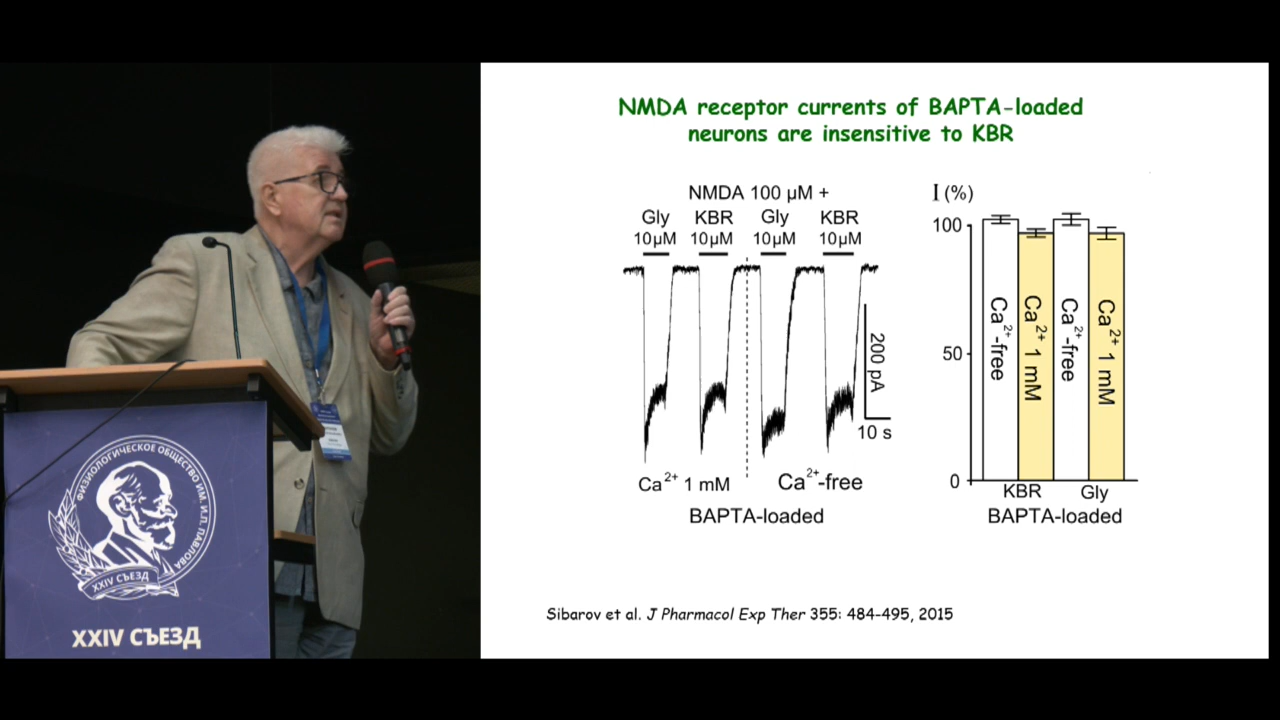 NMDA receptor currents of BAPTA-loaded
neurons are insensitive to KBR
NMDA 100 µM +
Gly KBR Gly KBR
10µM 10µM 10µM 10µM
200 pA
10 s
Ca2+ 1 mM
Ca2+-free
BAPTA-loaded
I (%)
100
50
0
Ca2+-free
Ca2+ 1 mM
Ca2+-free
Ca2+ 1 mM
KBR Gly
BAPTA-loaded
Sibarov et al. J Pharmacol Exp Ther 355: 484-495, 2015
ФИЗИОЛОГИЧЕСКОЕ ОБЩЕСТВО ИМ. И.П. ПАВЛОВА
XXIV СЪЕЗД
XXIV СЪЕЗД